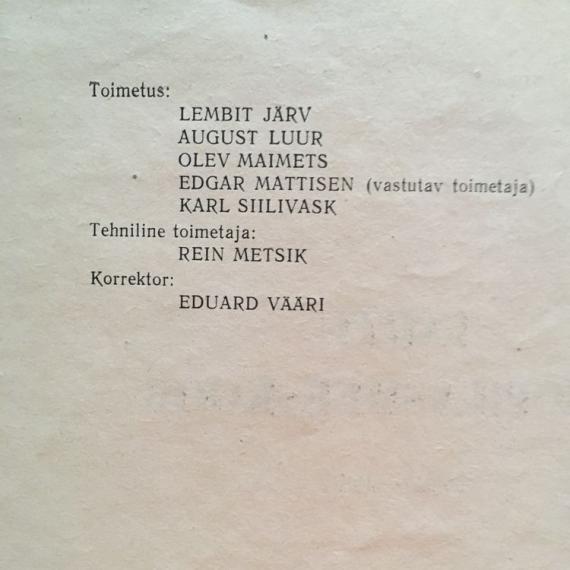 Toimetus:
LEMBIT JÄRV
AUGUST LUUR
OLEV MAIMETS
EDGAR MATTISEN (vastutav toimetaja)
KARL SIILIVASK
Tehniline toimetaja:
REIN METSIK
Korrektor:
EDUARD VÄÄRI